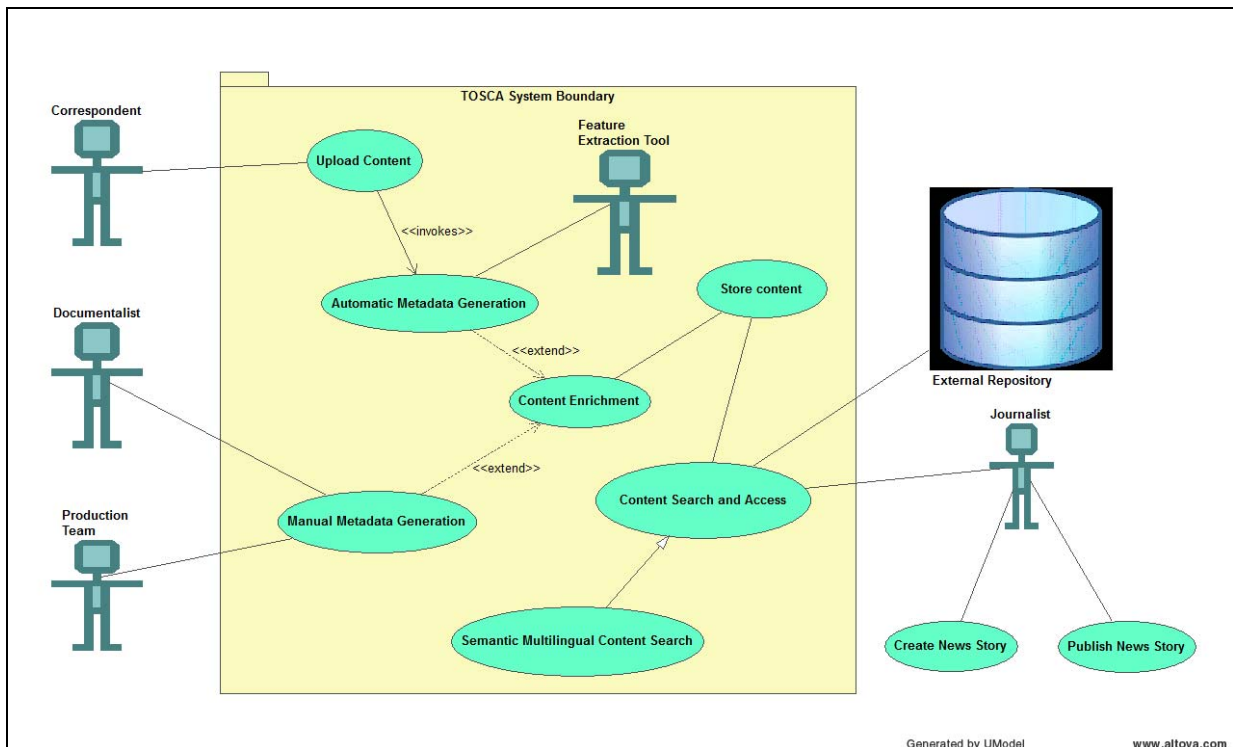 TOSCA System Boundary
Correspondent
Feature
Extraction Tool
Upload Content
<<invokes>>
Automatic Metadata Generation
Store content
Documentalist
<<extend>>
External Repository
Content Enrichment
Journalist
<<extend>>
Content Search and Access
Production
Team
Manual Metadata Generation
Semantic Multilingual Content Search
Create News Story
Publish News Story
Generated by UModel
www.altova.com